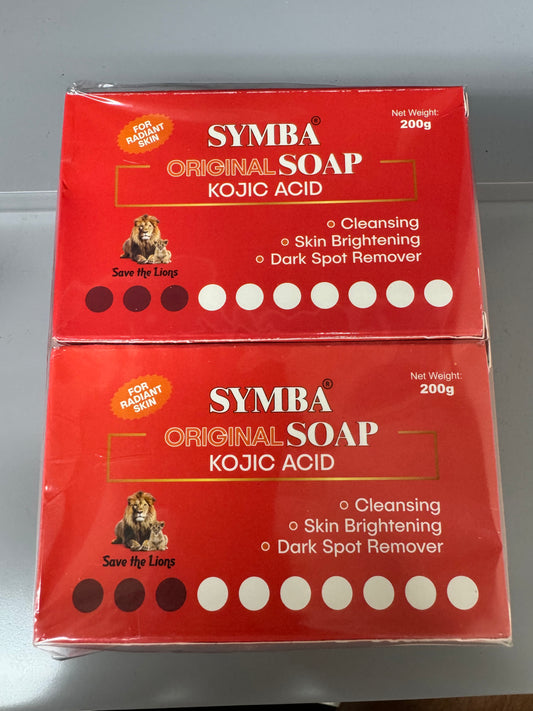 FOR
RADIANT
SKIN
SYMBA®
Net Weight:
200g
ORIGINAL SOAP
KOJIC ACID
Cleansing
Skin Brightening
Dark Spot Remover
Save the Lions
FOR
RADIANT
SKIN
SYMBA®
Net Weight:
200g
ORIGINAL SOAP
KOJIC ACID
Cleansing
Skin Brightening
Dark Spot Remover
Save the Lions